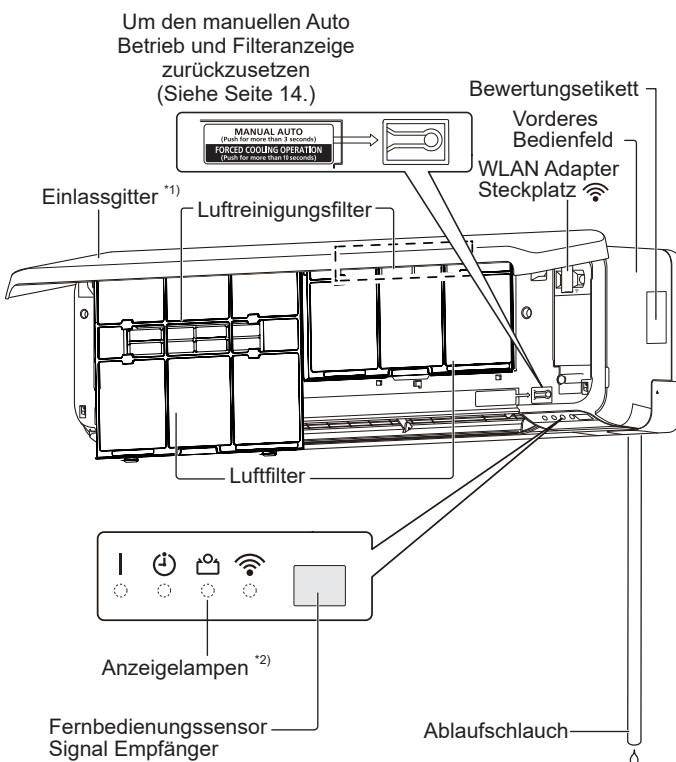 Um den manuellen Auto
Betrieb und Filteranzeige
zurückzusetzen
(Siehe Seite 14.)
Bewertungsetikett
MANUAL AUTO
(Push for more than 3 seconds)
FORCED COOLING OPERATION
(Push for more than 10 seconds)
Vorderes
Bedienfeld
WLAN Adapter
Steckplatz
Einlassgitter *1)
Luftreinigungsfilter
Luftfilter
Anzeigelampen *2)
Fernbedienungssensor
Signal Empfänger
Ablaufschlauch